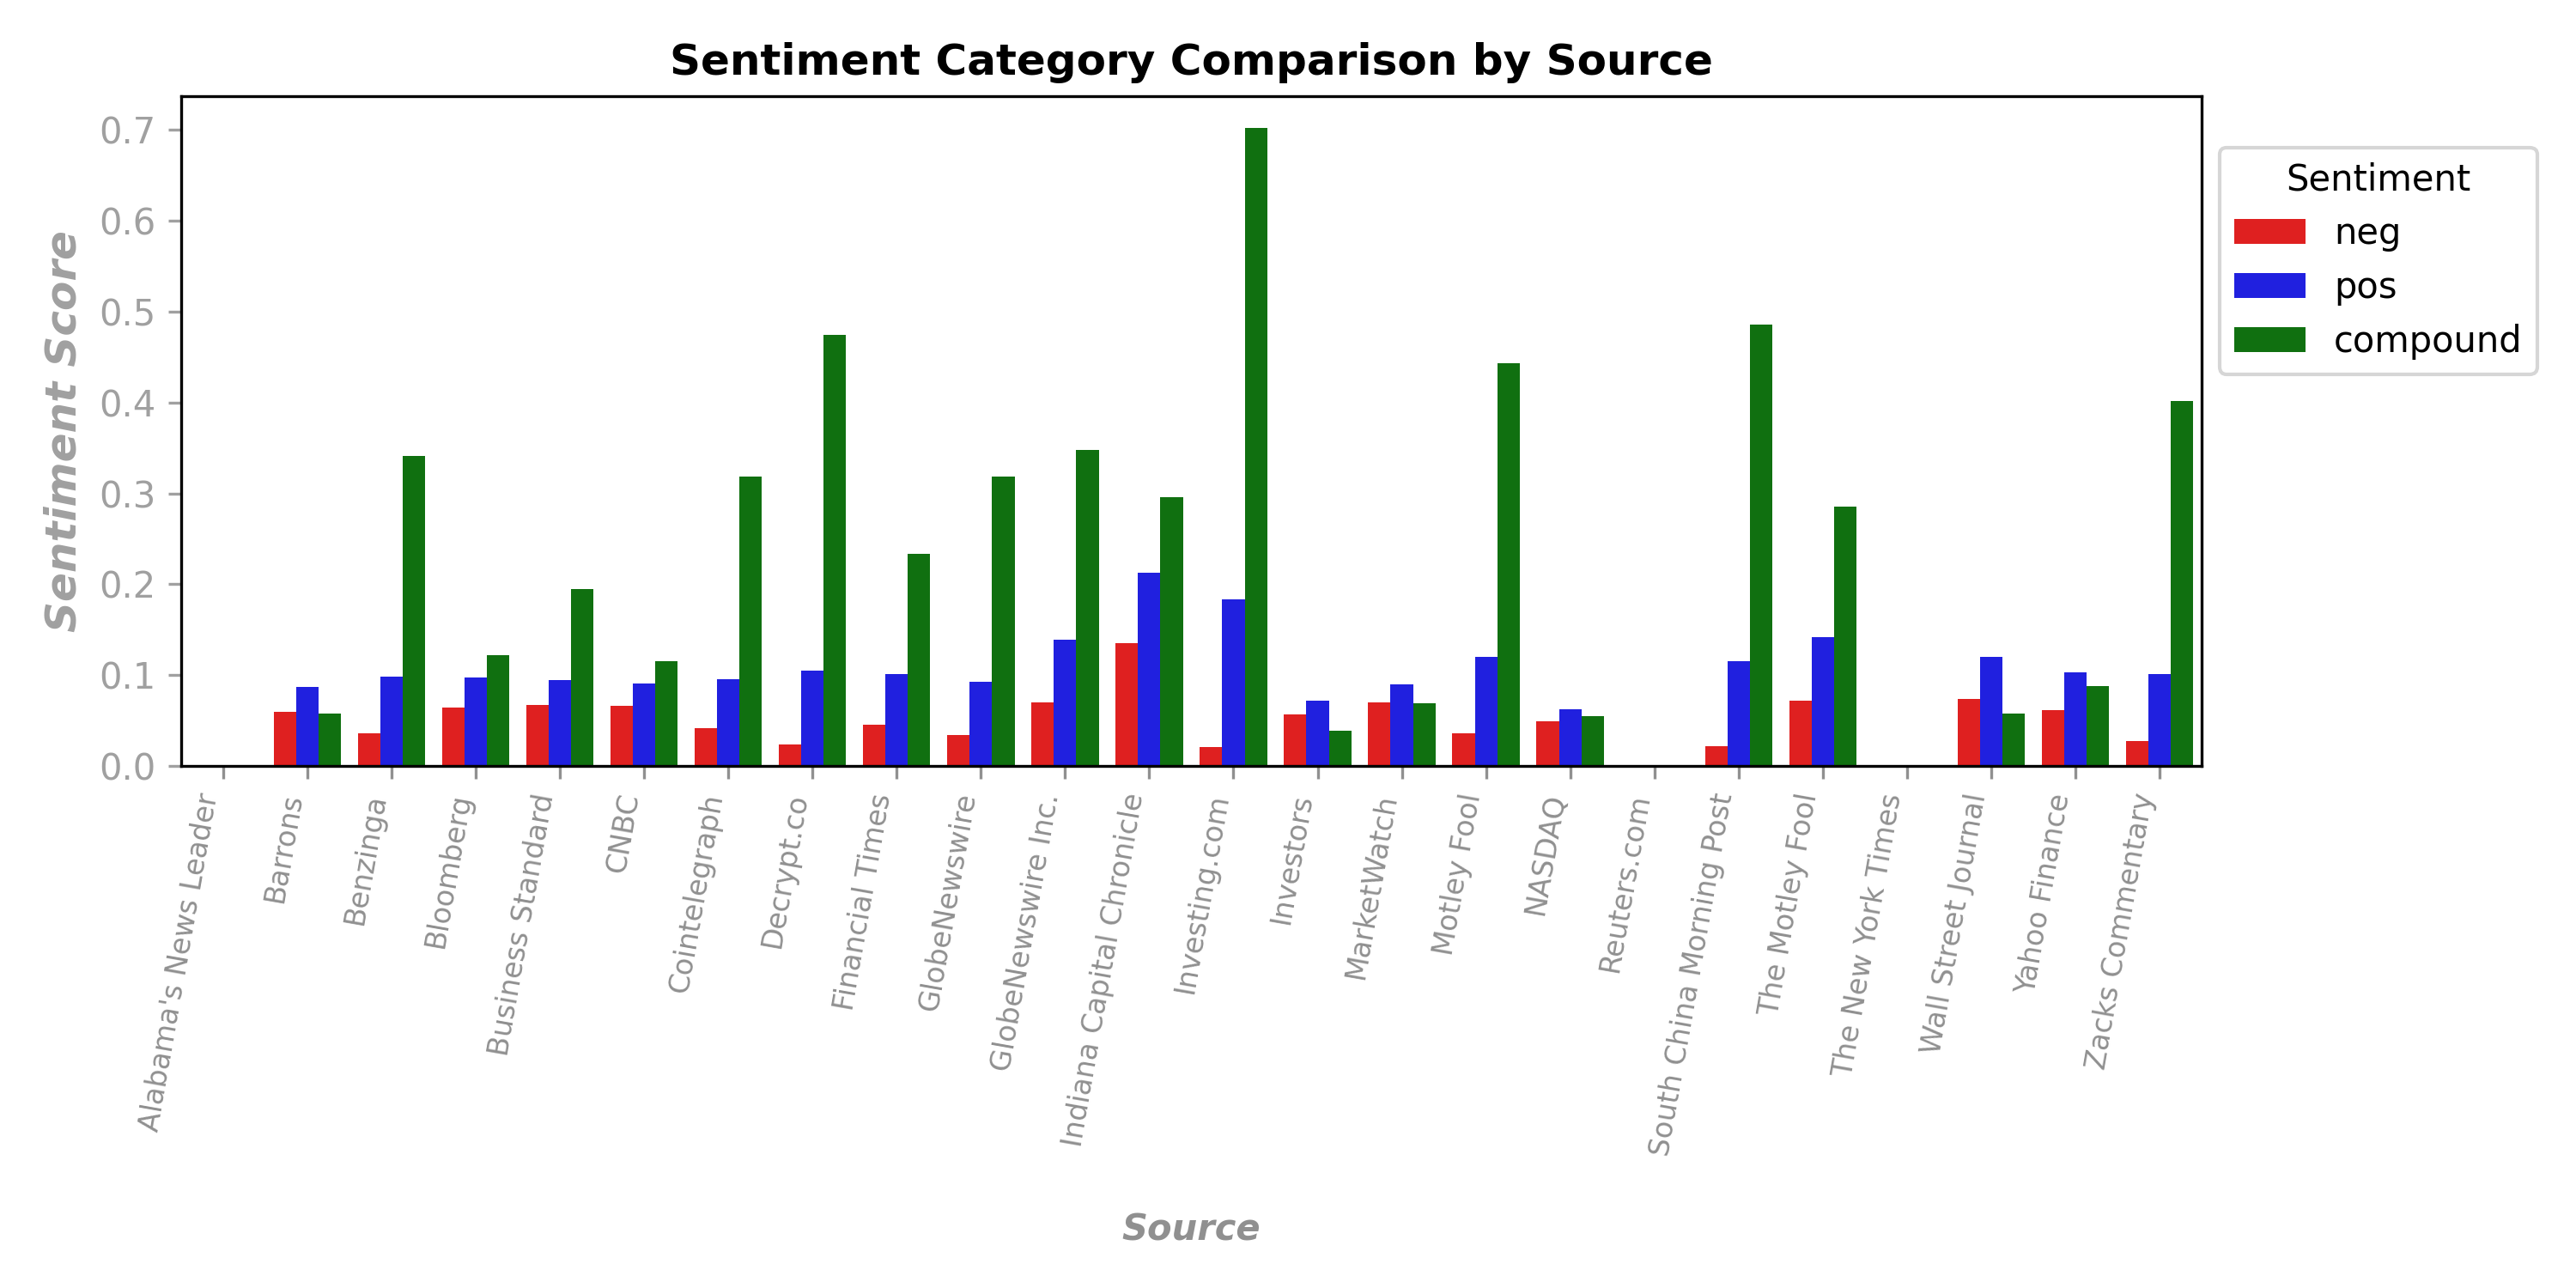 Sentiment Category Comparison by Source
Sentiment Score
0.7
0.6
0.5
0.4
0.3
0.2
0.1
0.0
Sentiment
neg
pos
compound
Alabama's News Leader
Barrons
Benzinga
Bloomberg
Business Standard
CNBC
Cointelegraph
Decrypt.co
Financial Times
GlobeNewswire
GlobeNewswire Inc.
Indiana Capital Chronicle
Investing.com
Investors
MarketWatch
Motley Fool
NASDAQ
Reuters.com
South China Morning Post
The Motley Fool
The New York Times
Wall Street Journal
Yahoo Finance
Zacks Commentary
Source